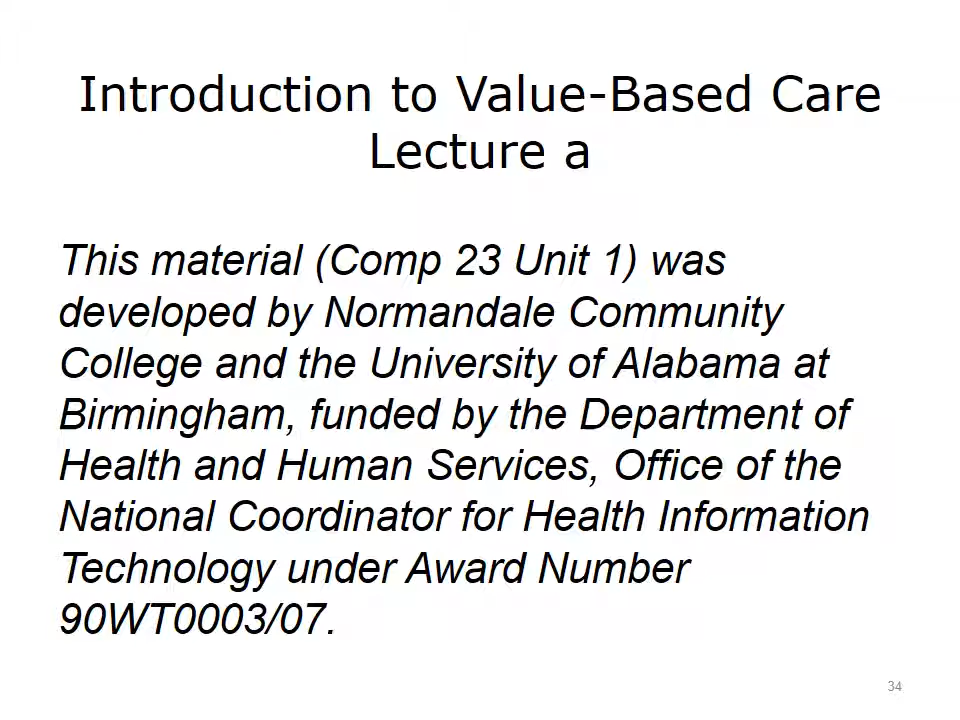 Introduction to Value-Based Care
Lecture a
This material (Comp 23 Unit 1) was
developed by Normandale Community
College and the University of Alabama at
Birmingham, funded by the Department of
Health and Human Services, Office of the
National Coordinator for Health Information
Technology under Award Number
90WT0003/07.
34